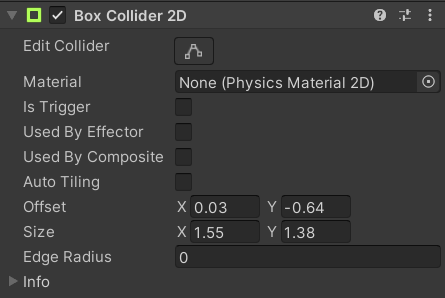 Box Collider 2D
Edit Collider
Material None (Physics Material 2D)
Is Trigger
Used By Effector
Used By Composite
Auto Tiling
Offset X 0.03 Y -0.64
Size X 1.55 Y 1.38
Edge Radius 0
Info